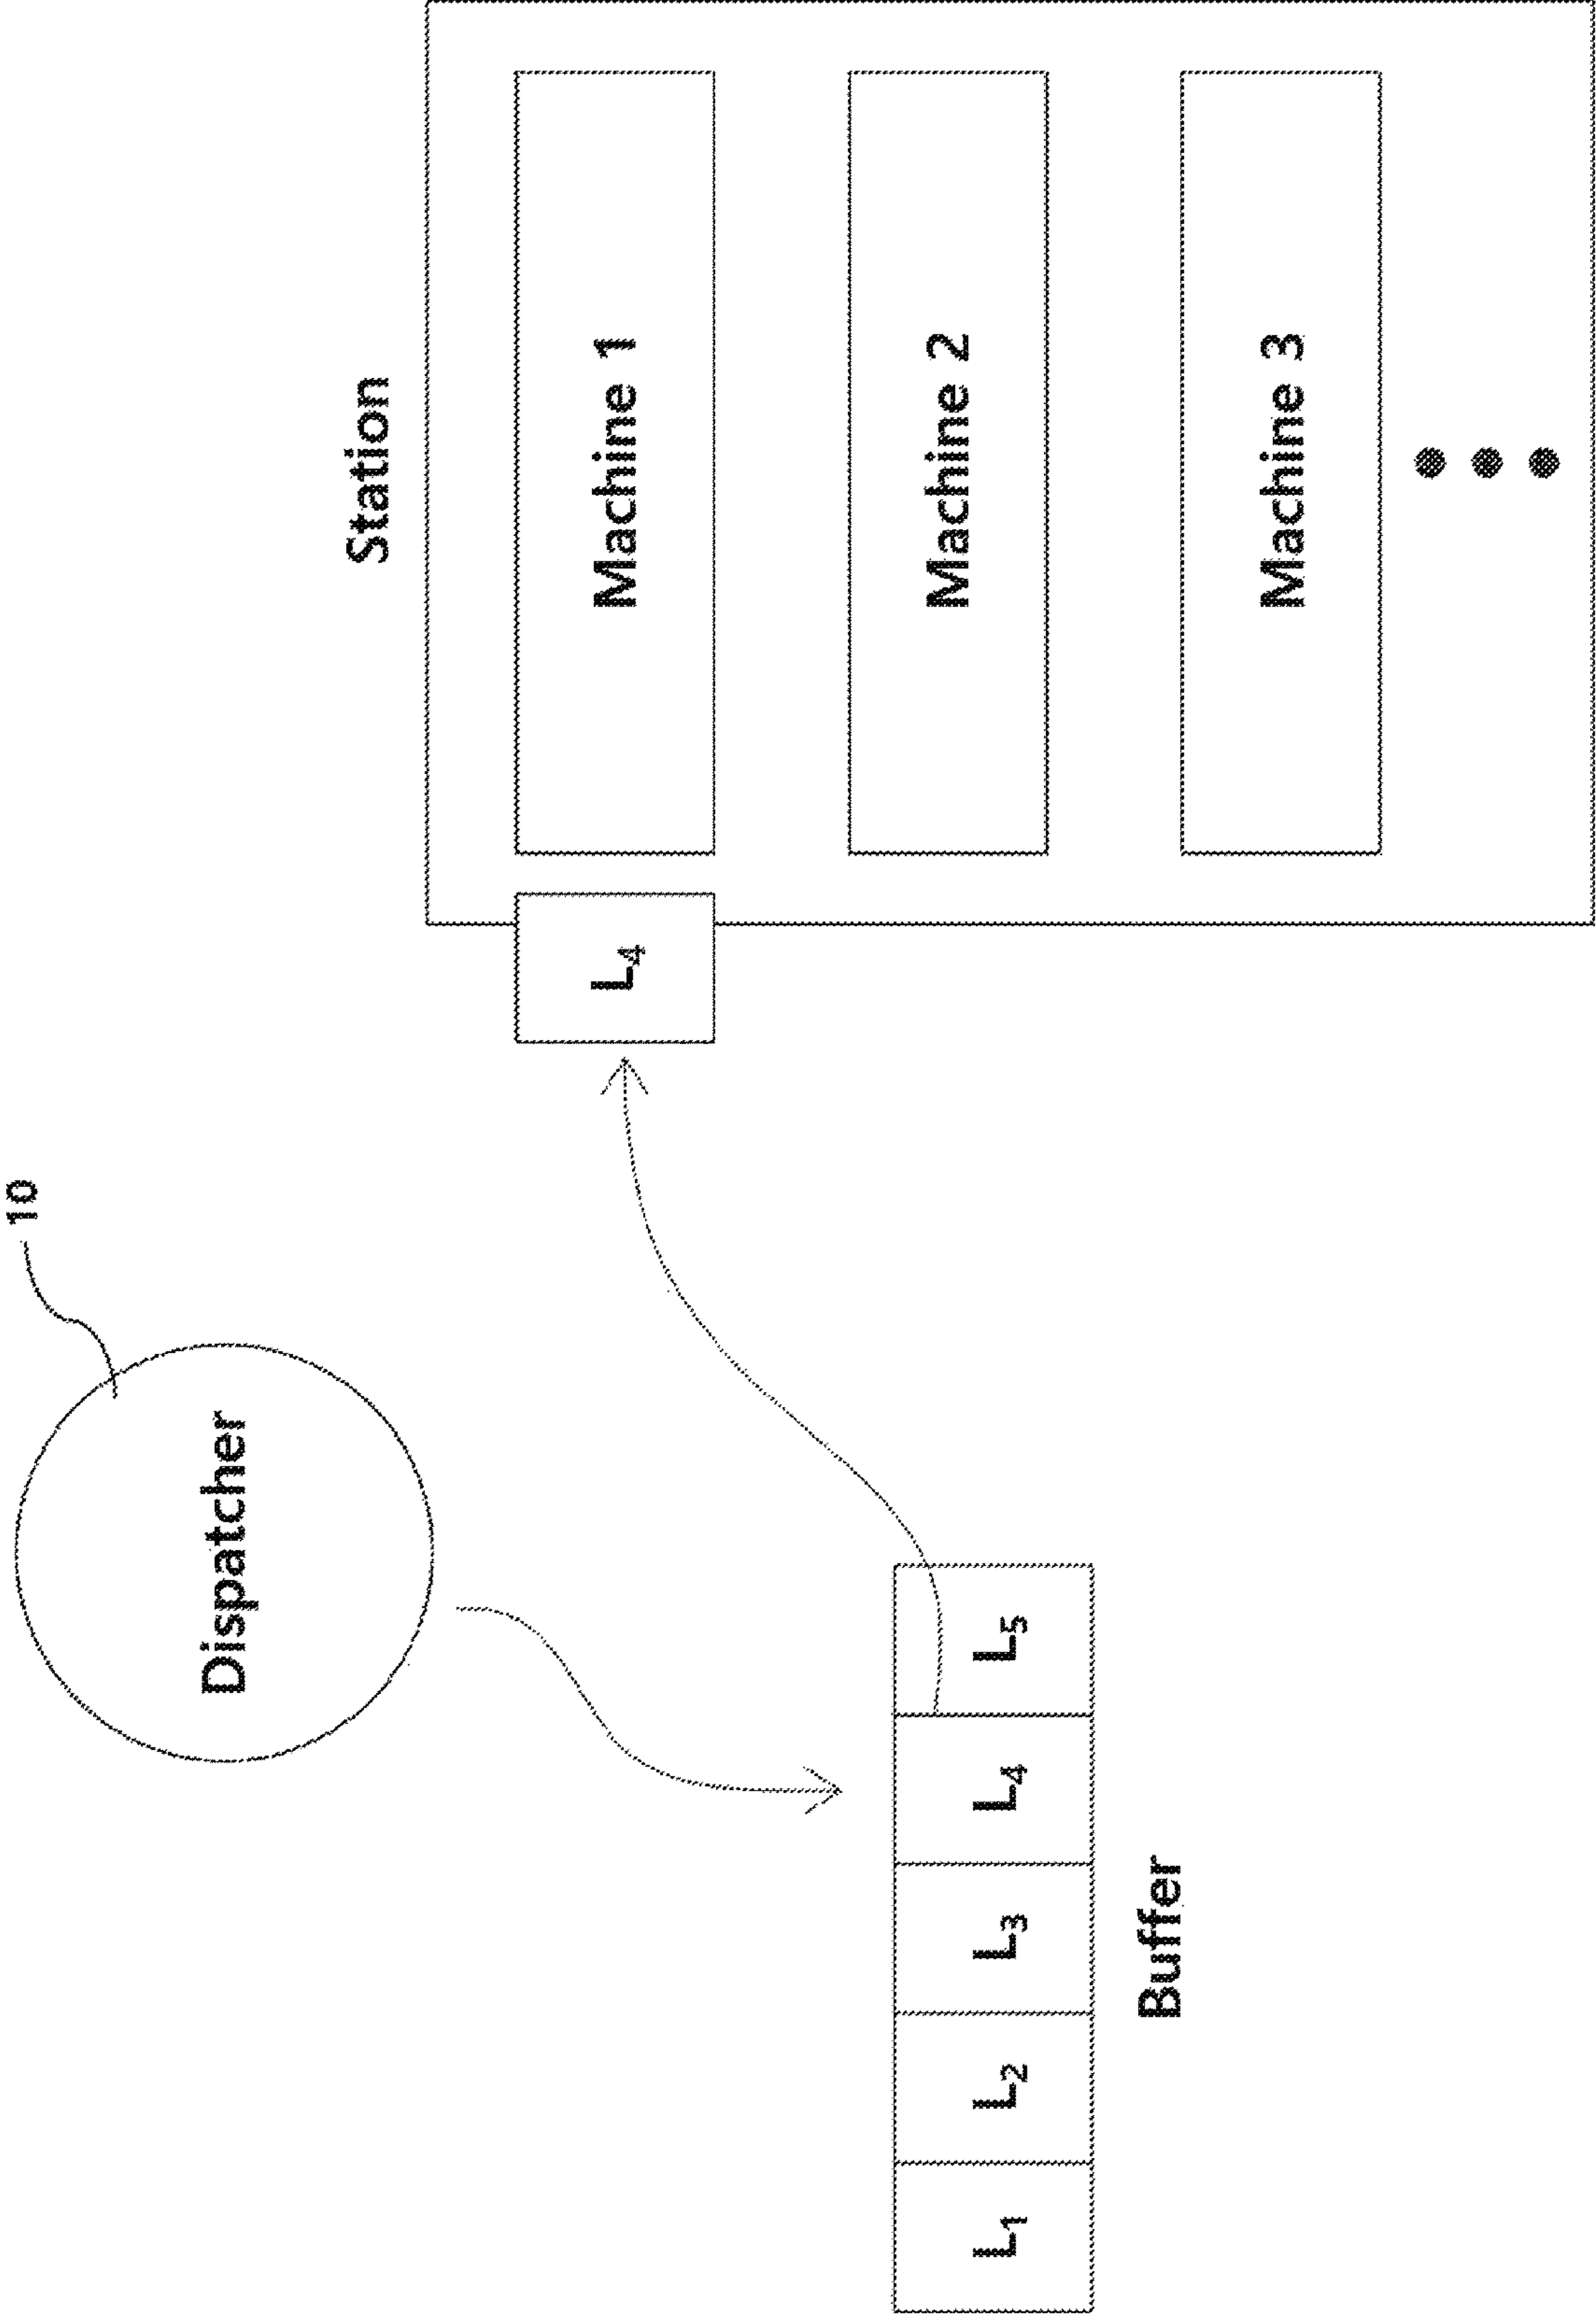 10
Dispatcher
Station
L₄
Machine 1
Machine 2
Machine 3
L₁ L₂ L₃ L₄ L₅
Buffer